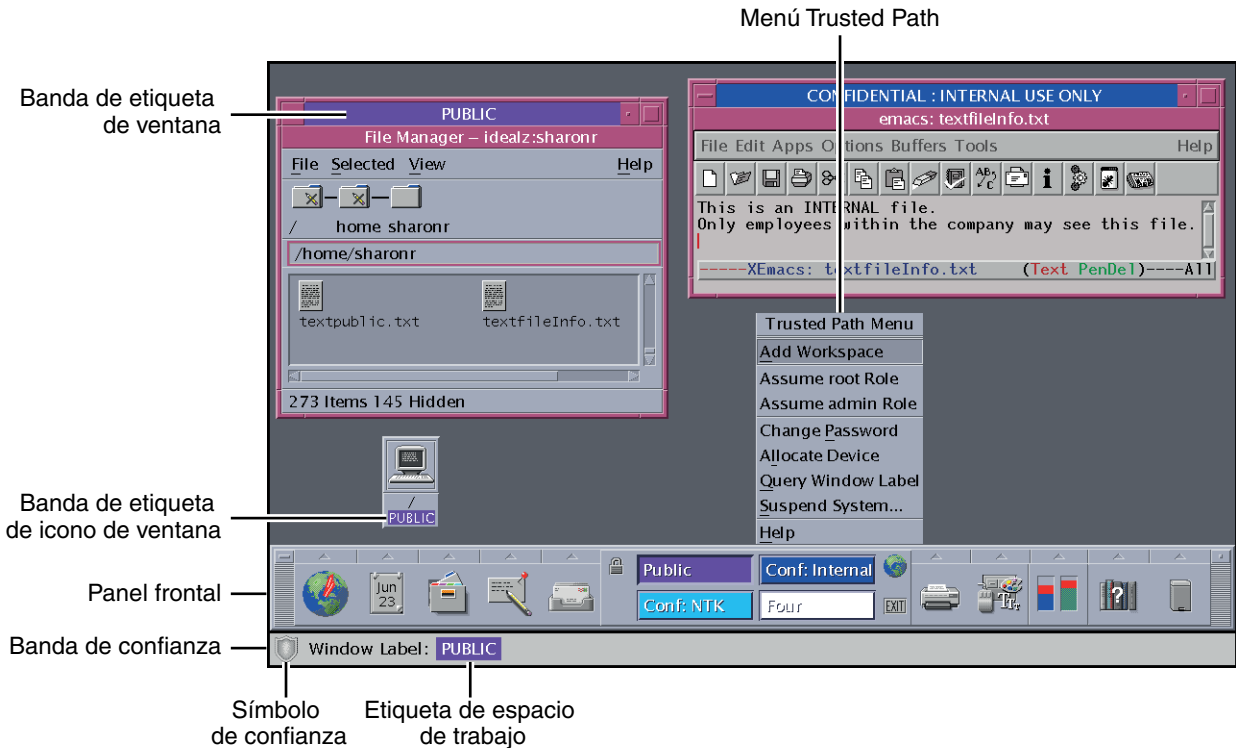 Menú Trusted Path
Banda de etiqueta
de ventana
PUBLIC
File Manager – idealz:sharonr
File Selected View Help
/ home sharonr
/home/sharonr
textpublic.txt textfileInfo.txt
273 Items 145 Hidden
CONFIDENTIAL : INTERNAL USE ONLY
emacs: textfileInfo.txt
File Edit Apps Options Buffers Tools Help
This is an INTERNAL file.
Only employees within the company may see this file.
-----XEmacs: textfileInfo.txt (Text PenDel)----All
Trusted Path Menu
Add Workspace
Assume root Role
Assume admin Role
Change Password
Allocate Device
Query Window Label
Suspend System...
Help
Banda de etiqueta
de icono de ventana
/
PUBLIC
Panel frontal
Jun
23
Public
Conf: Internal
Conf: NTK
Four
EXIT
Banda de confianza
Window Label: PUBLIC
Símbolo
de confianza
Etiqueta de espacio
de trabajo